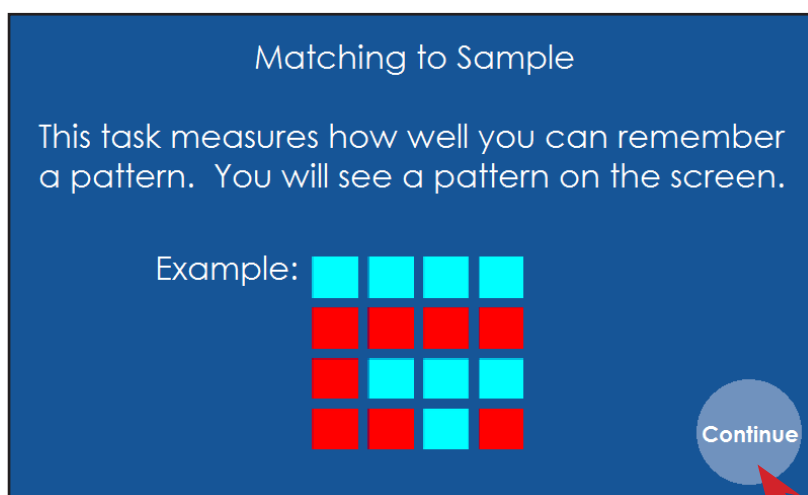 Matching to Sample
This task measures how well you can remember
a pattern.  You will see a pattern on the screen.
Example:
Continue